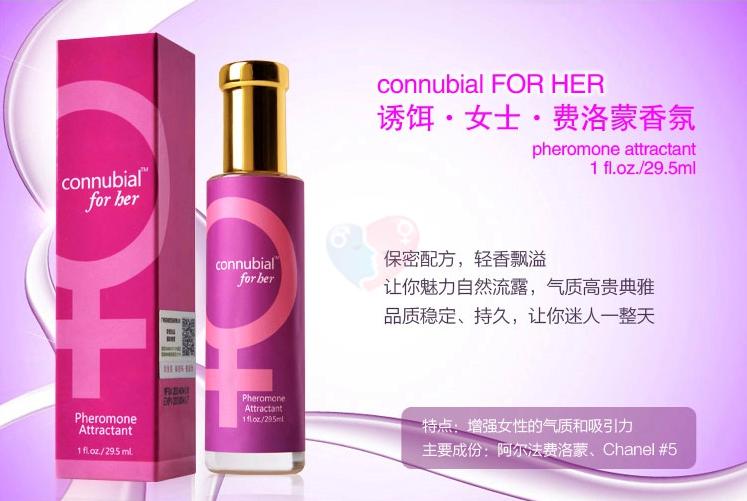 connubial FOR HER
诱饵·女士·费洛蒙香氛
pheromone attractant
1 fl.oz./29.5ml
保密配方，轻香飘溢
让你魅力自然流露，气质高贵典雅
品质稳定、持久，让你迷人一整天
特点：增强女性的气质和吸引力
主要成份：阿尔法费洛蒙、Chanel #5
connubial™
for her
Pheromone
Attractant
1 fl.oz./29.5 ml.
connubial™
for her
Pheromone
Attractant
1 fl.oz./29.5ml